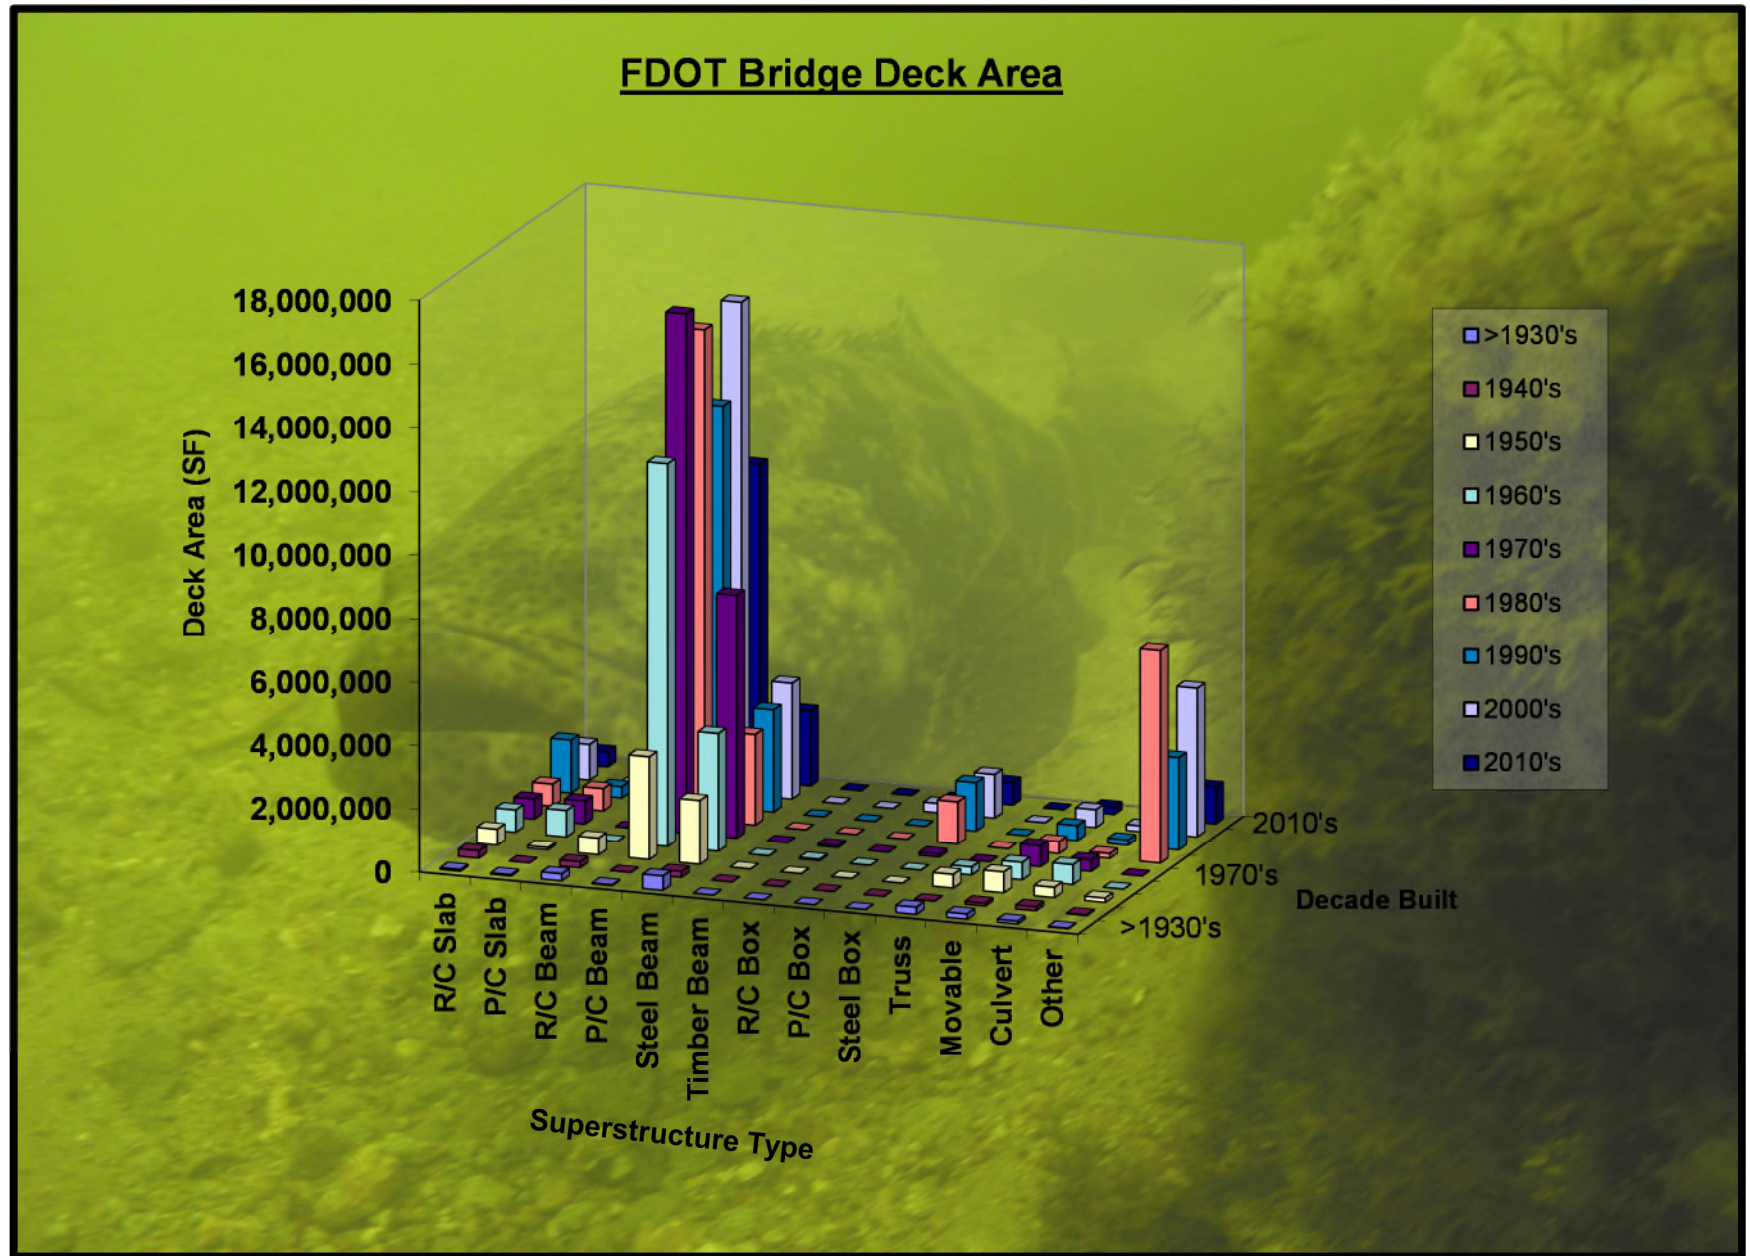 FDOT Bridge Deck Area
18,000,000
16,000,000
14,000,000
12,000,000
10,000,000
8,000,000
6,000,000
4,000,000
2,000,000
0
Deck Area (SF)
R/C Slab
P/C Slab
R/C Beam
P/C Beam
Steel Beam
Timber Beam
R/C Box
P/C Box
Steel Box
Truss
Movable
Culvert
Other
Superstructure Type
>1930's
1970's
2010's
Decade Built
>1930's
1940's
1950's
1960's
1970's
1980's
1990's
2000's
2010's